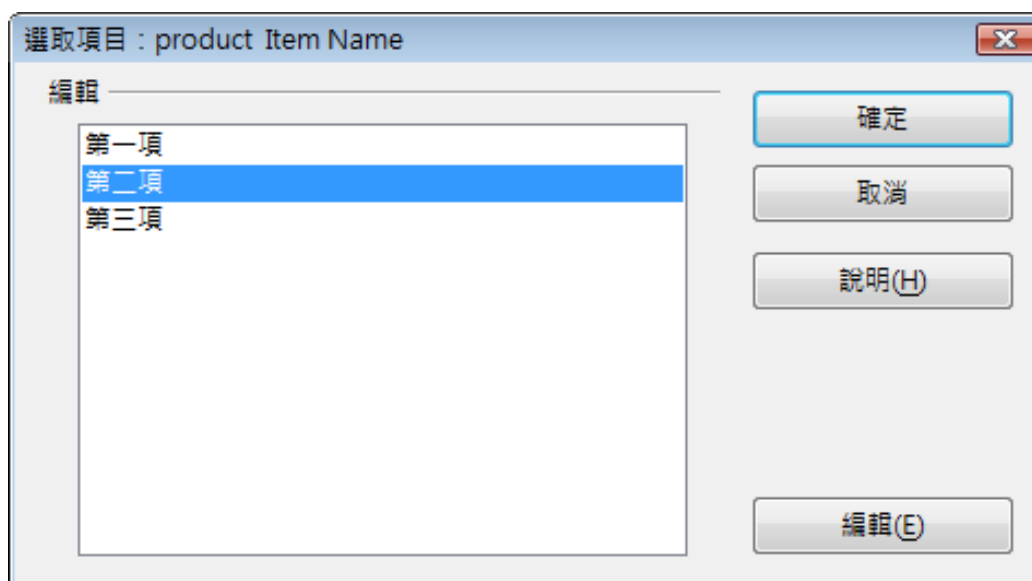 選取項目：product Item Name
編輯
第一項
第二項
第三項
確定
取消
說明(H)
編輯(E)